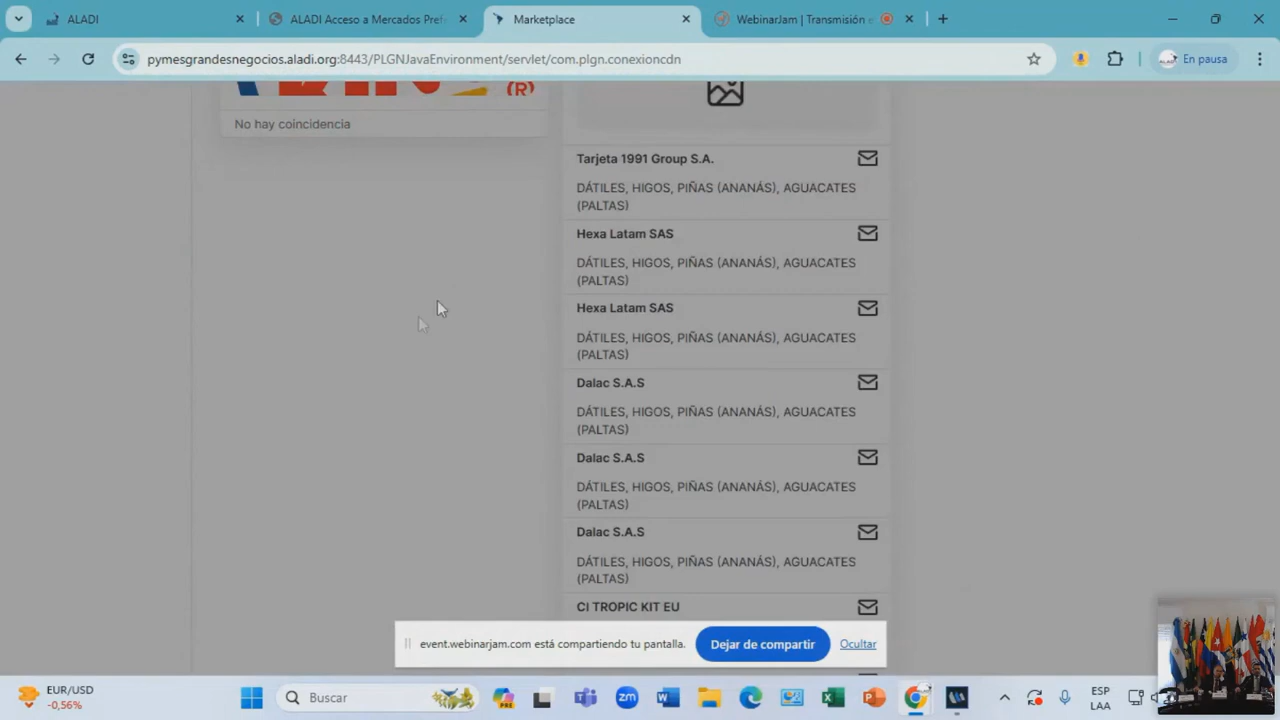 ALADI
ALADI Acceso a Mercados Pref
Marketplace
WebinarJam | Transmisión e
pymesgrandesnegocios.aladi.org:8443/PLGNJavaEnvironment/servlet/com.plgn.conexioncdn
En pausa
(R)
No hay coincidencia
Tarjeta 1991 Group S.A.
DÁTILES, HIGOS, PIÑAS (ANANÁS), AGUACATES
(PALTAS)
Hexa Latam SAS
DÁTILES, HIGOS, PIÑAS (ANANÁS), AGUACATES
(PALTAS)
Hexa Latam SAS
DÁTILES, HIGOS, PIÑAS (ANANÁS), AGUACATES
(PALTAS)
Dalac S.A.S
DÁTILES, HIGOS, PIÑAS (ANANÁS), AGUACATES
(PALTAS)
Dalac S.A.S
DÁTILES, HIGOS, PIÑAS (ANANÁS), AGUACATES
(PALTAS)
Dalac S.A.S
DÁTILES, HIGOS, PIÑAS (ANANÁS), AGUACATES
(PALTAS)
CI TROPIC KIT EU
event.webinarjam.com está compartiendo tu pantalla.
Dejar de compartir
Ocultar
EUR/USD
-0,56%
Buscar
PRE
zm
ESP
LAA